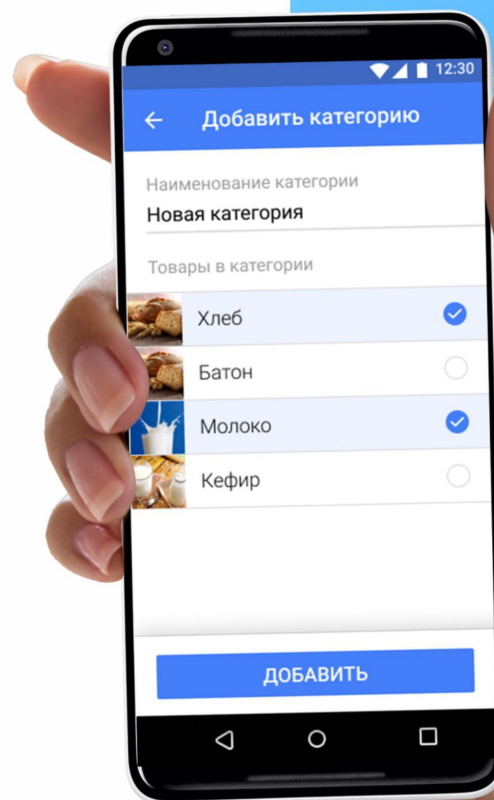 12:30
Добавить категорию
Наименование категории
Новая категория
Товары в категории
Хлеб
Батон
Молоко
Кефир
ДОБАВИТЬ